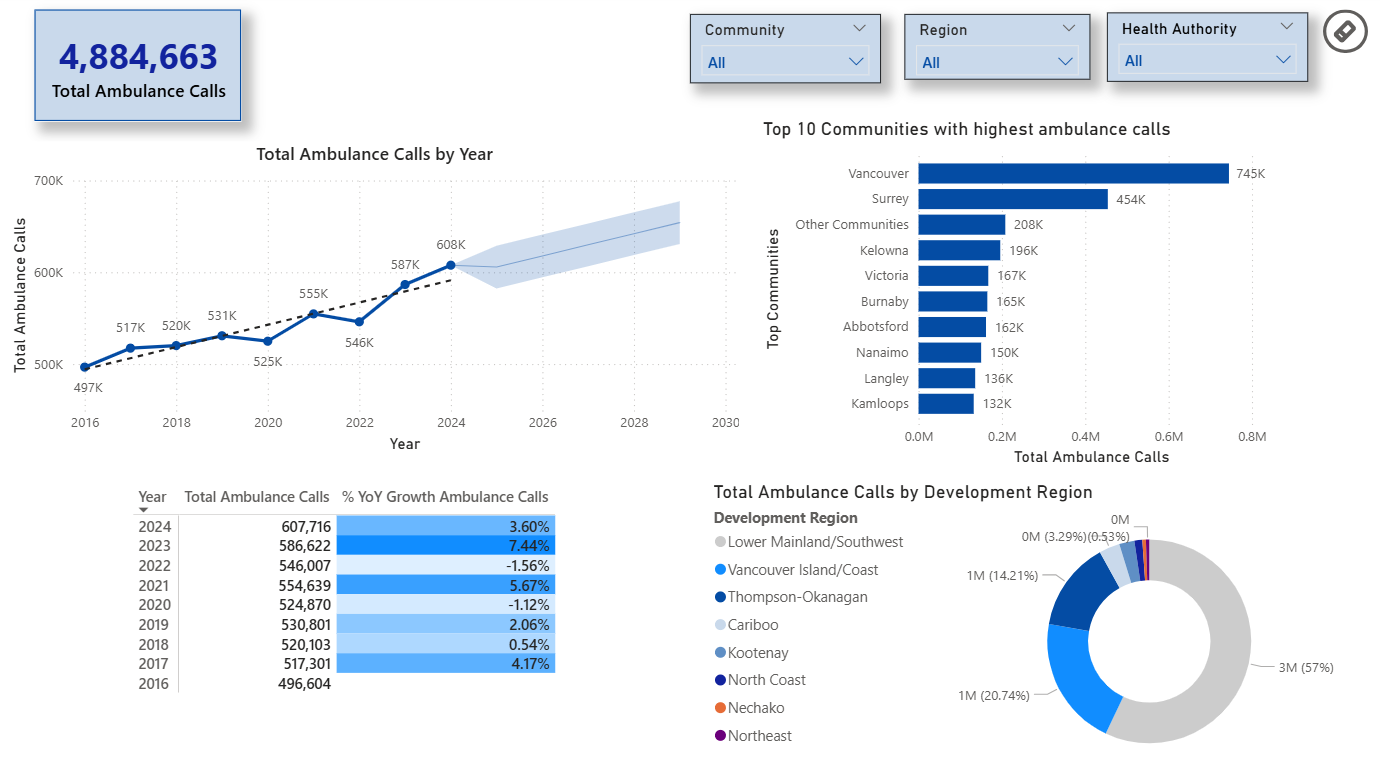 4,884,663
Total Ambulance Calls
Community
All
Region
All
Health Authority
All
Total Ambulance Calls by Year
Total Ambulance Calls
700K
600K
500K
497K
517K
520K
531K
525K
555K
546K
587K
608K
2016
2018
2020
2022
2024
2026
2028
2030
Year
Top 10 Communities with highest ambulance calls
Top Communities
Vancouver 745K
Surrey 454K
Other Communities 208K
Kelowna 196K
Victoria 167K
Burnaby 165K
Abbotsford 162K
Nanaimo 150K
Langley 136K
Kamloops 132K
0.0M 0.2M 0.4M 0.6M 0.8M
Total Ambulance Calls
Year Total Ambulance Calls % YoY Growth Ambulance Calls
2024 607,716 3.60%
2023 586,622 7.44%
2022 546,007 -1.56%
2021 554,639 5.67%
2020 524,870 -1.12%
2019 530,801 2.06%
2018 520,103 0.54%
2017 517,301 4.17%
2016 496,604
Total Ambulance Calls by Development Region
Development Region
Lower Mainland/Southwest
Vancouver Island/Coast
Thompson-Okanagan
Cariboo
Kootenay
North Coast
Nechako
Northeast
0M
(0.53%)
0M (3.29%)
1M (14.21%)
1M (20.74%)
3M (57%)